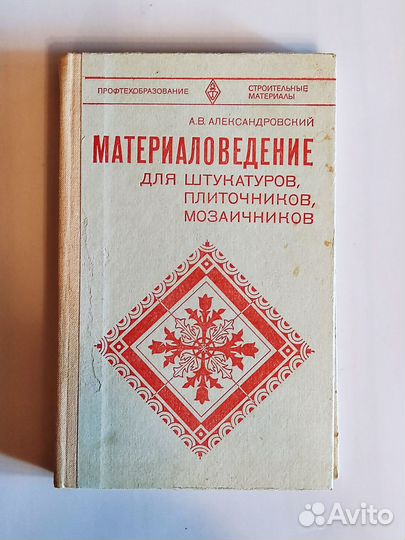 ПРОФТЕХОБРАЗОВАНИЕ
СТРОИТЕЛЬНЫЕ
МАТЕРИАЛЫ
А.В. АЛЕКСАНДРОВСКИЙ
МАТЕРИАЛОВЕДЕНИЕ
ДЛЯ ШТУКАТУРОВ,
ПЛИТОЧНИКОВ,
МОЗАИЧНИКОВ
Avito